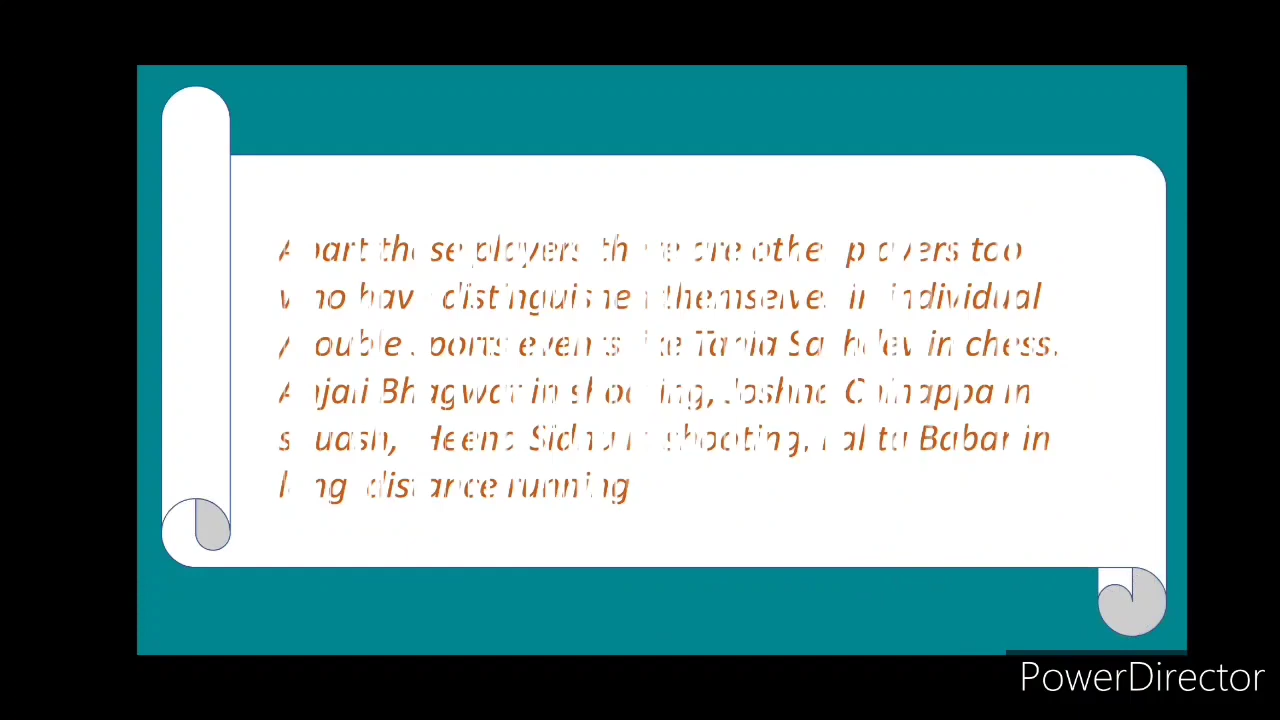 Apart these players there are other players too
who have distinguished themselves in individual
/double sports events like Tania Sachdev in chess.
Anjali Bhagwat in shooting, Joshna Chinappa in
squash, Heena Sidhu in shooting, Lalita Babar in
long distance running
PowerDirector